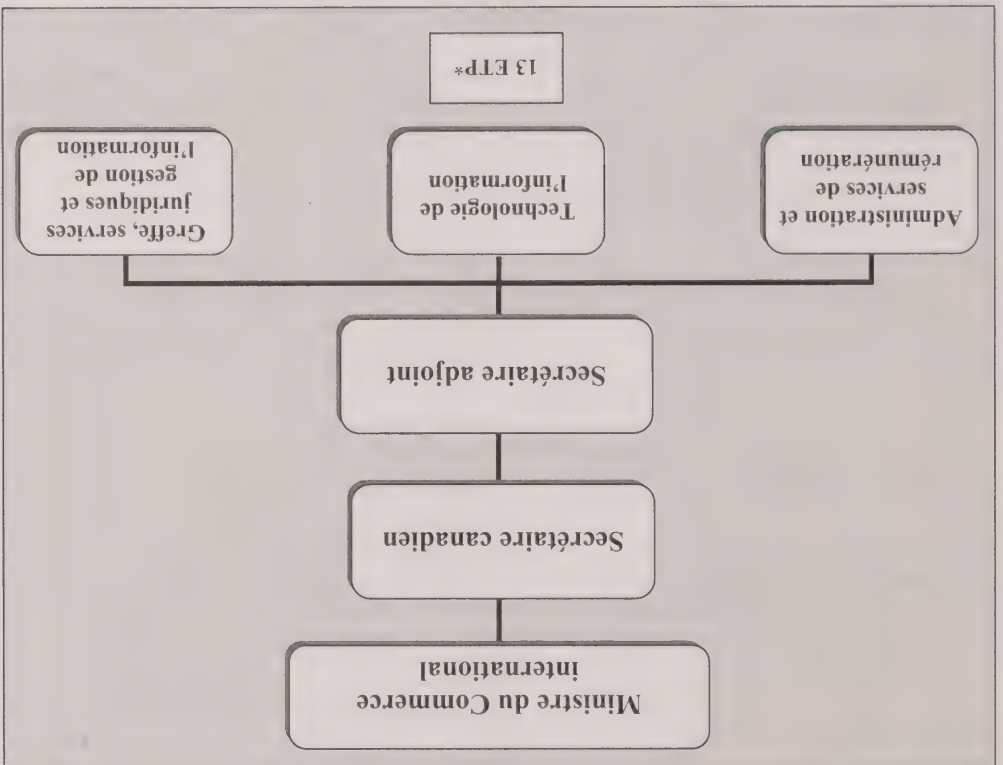 Ministre du Commerce
international
Secrétaire canadien
Secrétaire adjoint
Administration et
services de
rémunération
Technologie de
l'information
Greffe, services
juridiques et
gestion de
l'information
13 ETP*